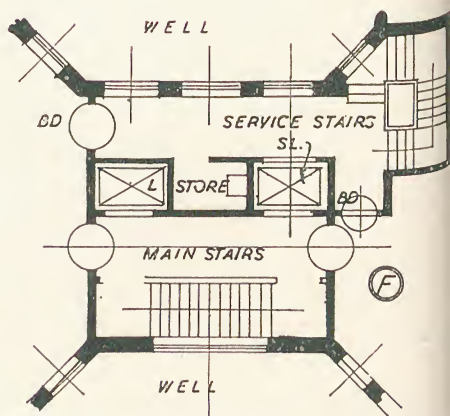 WELL
BD
SERVICE STAIRS
SL.
L
STORE
BD
MAIN STAIRS
F
WELL